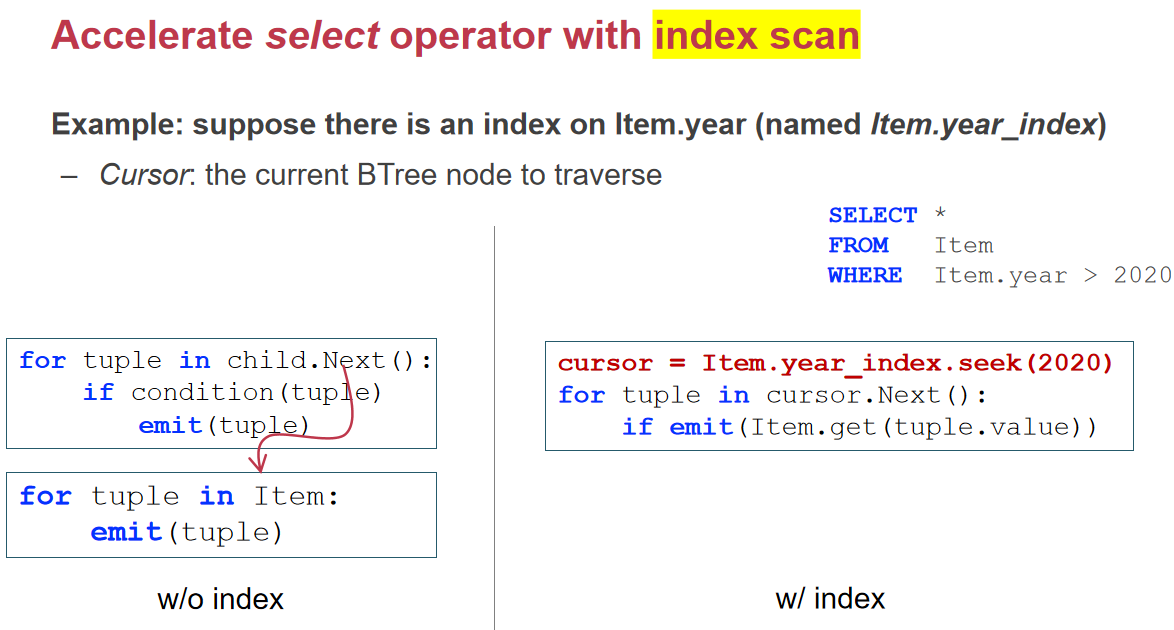 Accelerate select operator with index scan
Example: suppose there is an index on Item.year (named Item.year_index)
– Cursor: the current BTree node to traverse
SELECT *
FROM Item
WHERE Item.year > 2020
for tuple in child.Next():
if condition(tuple)
emit(tuple)
for tuple in Item:
emit(tuple)
w/o index
cursor = Item.year_index.seek(2020)
for tuple in cursor.Next():
if emit(Item.get(tuple.value))
w/ index